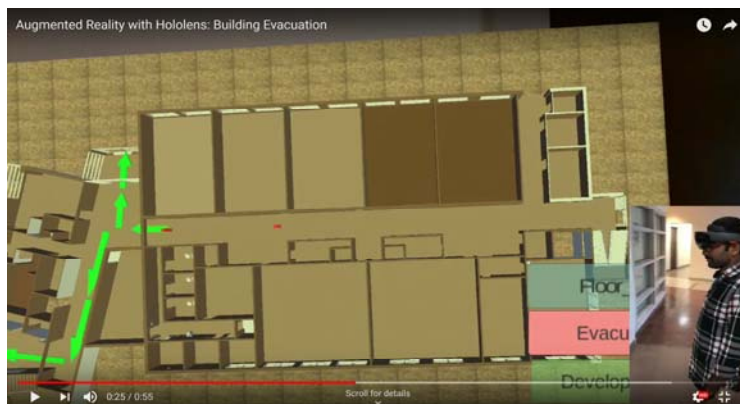 Augmented Reality with Hololens: Building Evacuation
Floor_
Evacu
Develop
0:25 / 0:55
Scroll for details